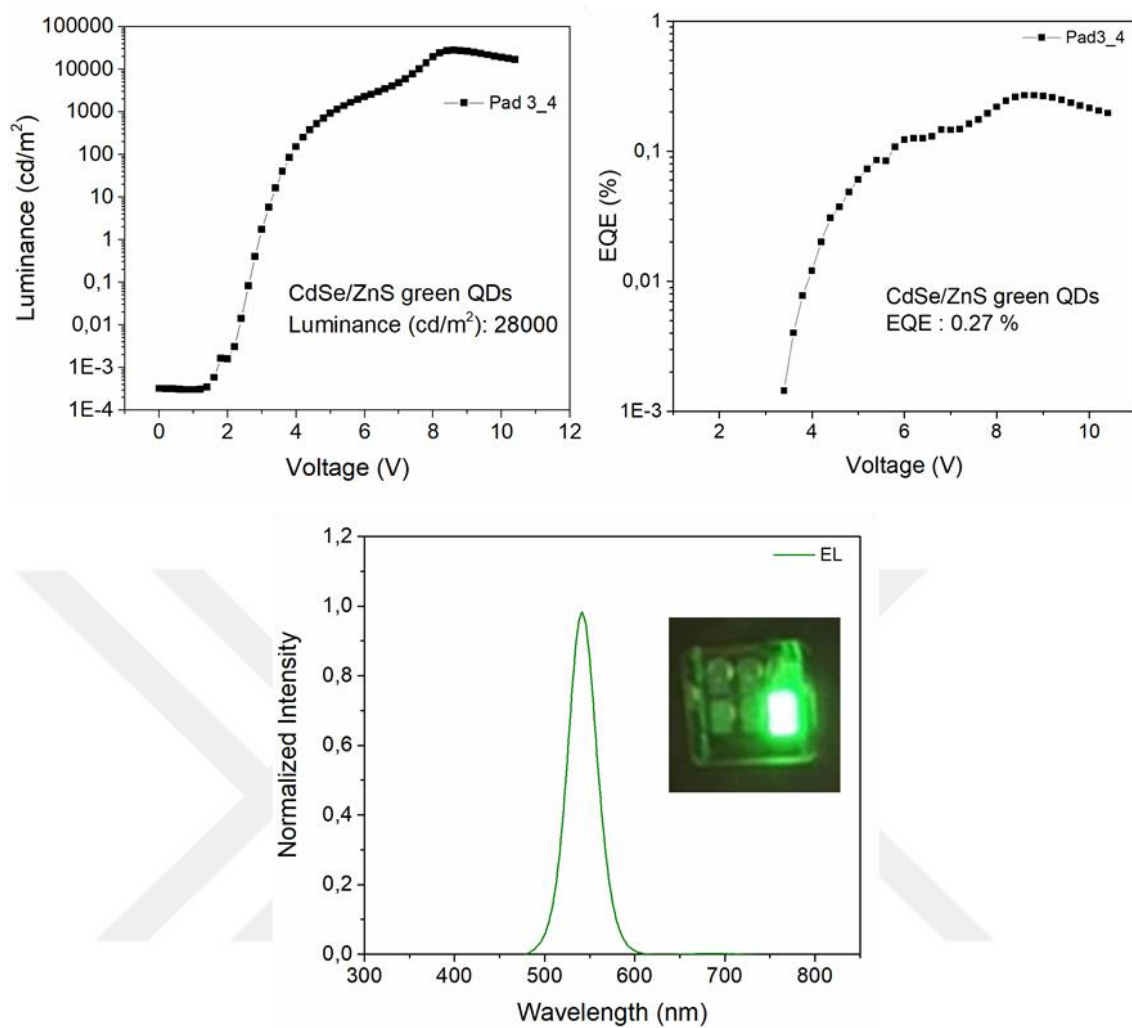 100000
10000
1000
100
10
1
0,1
0,01
1E-3
1E-4
Luminance (cd/m²)
Pad 3_4
CdSe/ZnS green QDs
Luminance (cd/m²): 28000
0 2 4 6 8 10 12
Voltage (V)
1
0,1
0,01
1E-3
EQE (%)
Pad3_4
CdSe/ZnS green QDs
EQE : 0.27 %
2 4 6 8 10
Voltage (V)
1,2
1,0
0,8
0,6
0,4
0,2
0,0
Normalized Intensity
EL
300 400 500 600 700 800
Wavelength (nm)